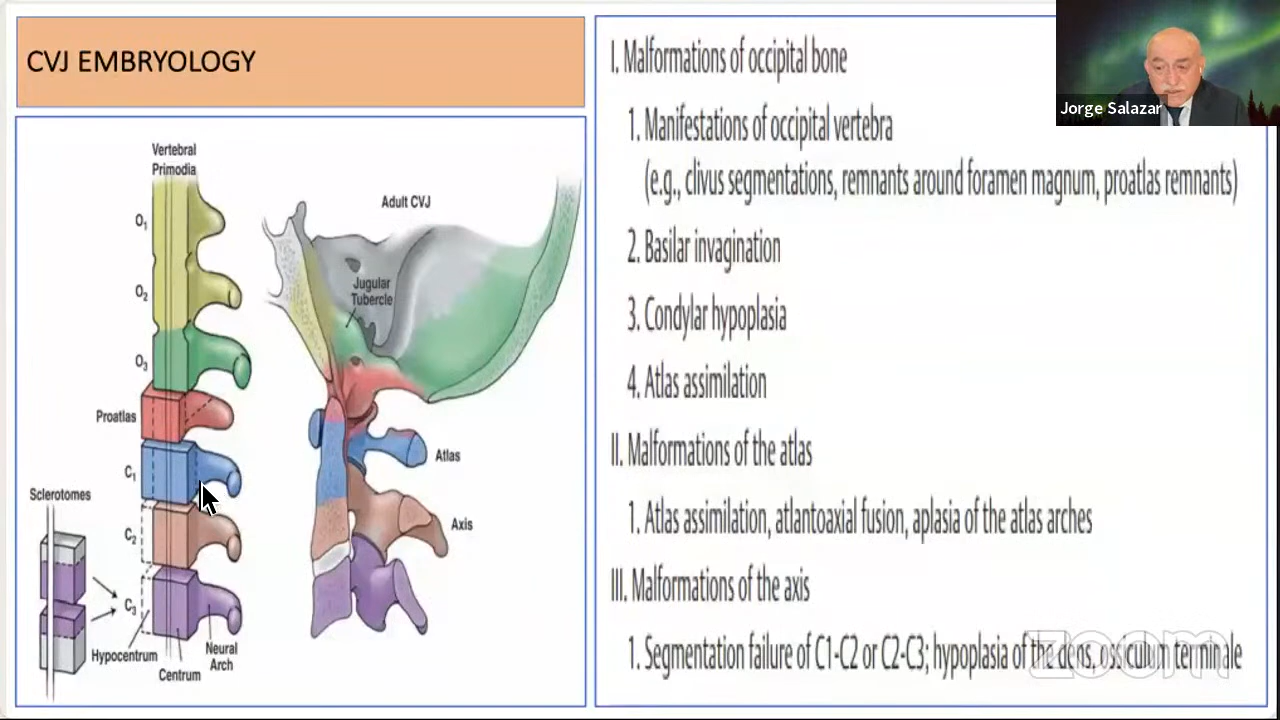 CVJ EMBRYOLOGY
Vertebral
Primodia
O1
O2
O3
Proatlas
C1
Sclerotomes
C2
C3
Hypocentrum
Centrum
Neural
Arch
Adult CVJ
Jugular
Tubercle
Atlas
Axis
I. Malformations of occipital bone
1. Manifestations of occipital vertebra
(e.g., clivus segmentations, remnants around foramen magnum, proatlas remnants)
2. Basilar invagination
3. Condylar hypoplasia
4. Atlas assimilation
II. Malformations of the atlas
1. Atlas assimilation, atlantoaxial fusion, aplasia of the atlas arches
III. Malformations of the axis
1. Segmentation failure of C1-C2 or C2-C3; hypoplasia of the dens, ossiculum terminale
Jorge Salazar
zoom